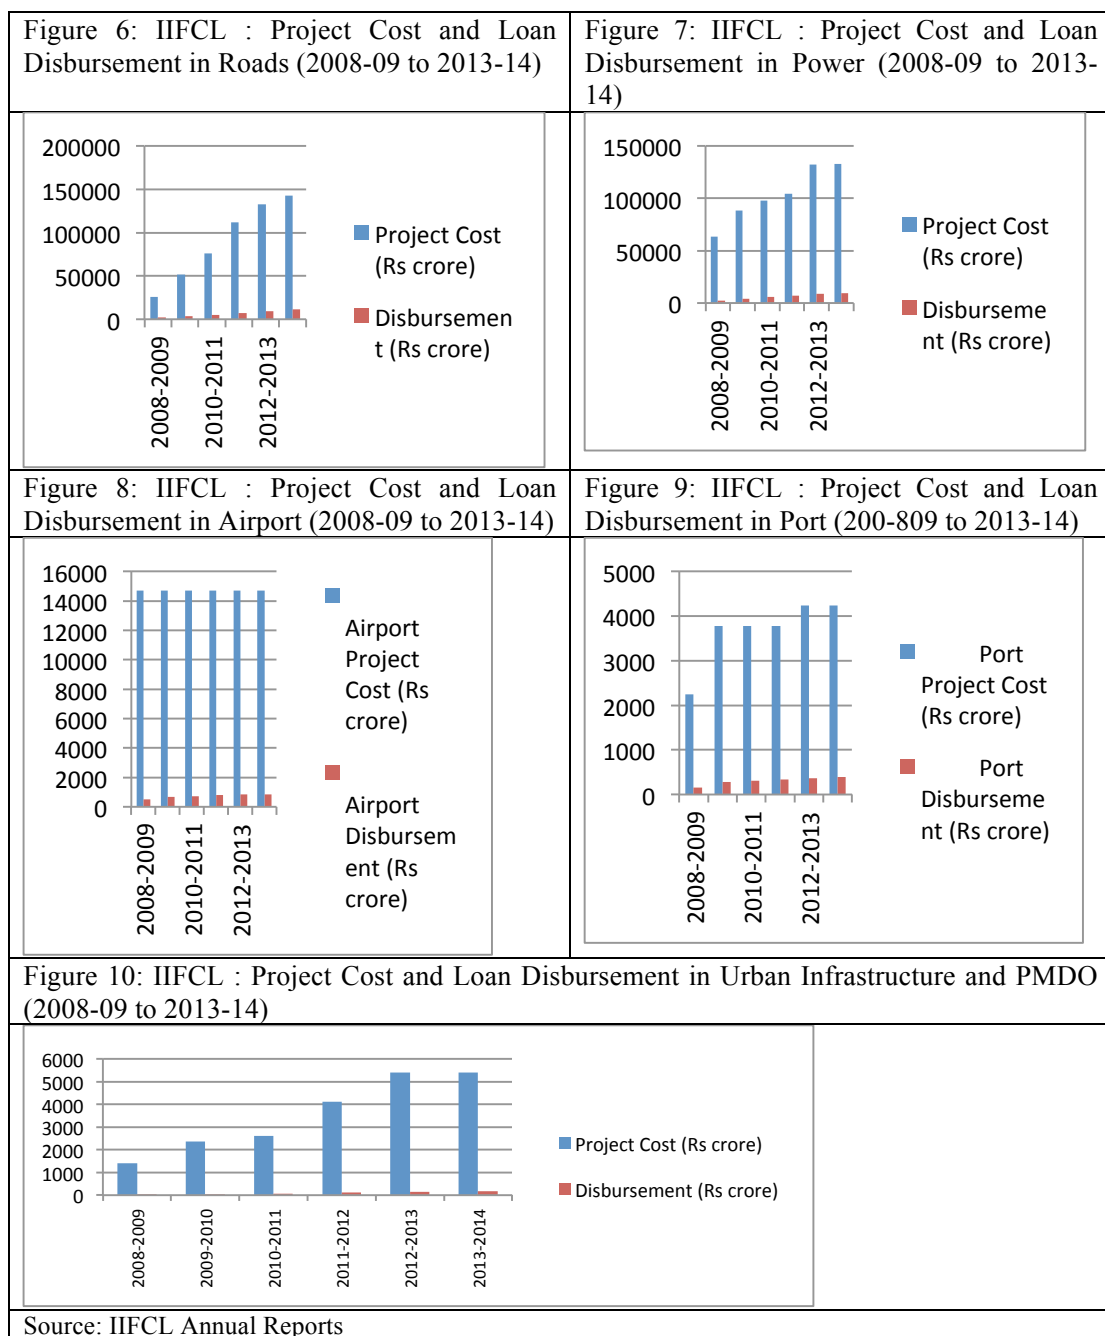 Figure 6: IIFCL : Project Cost and Loan
Disbursement in Roads (2008-09 to 2013-14)
Figure 7: IIFCL : Project Cost and Loan
Disbursement in Power (2008-09 to 2013-
14)
200000
150000
100000
50000
0
2008-2009
2010-2011
2012-2013
Project Cost
(Rs crore)
Disbursemen
t (Rs crore)
150000
100000
50000
0
2008-2009
2010-2011
2012-2013
Project Cost
(Rs crore)
Disburseme
nt (Rs crore)
Figure 8: IIFCL : Project Cost and Loan
Disbursement in Airport (2008-09 to 2013-14)
Figure 9: IIFCL : Project Cost and Loan
Disbursement in Port (200-809 to 2013-14)
16000
14000
12000
10000
8000
6000
4000
2000
0
2008-2009
2010-2011
2012-2013
Airport
Project
Cost (Rs
crore)
Airport
Disbursem
ent (Rs
crore)
5000
4000
3000
2000
1000
0
2008-2009
2010-2011
2012-2013
Port
Project Cost
(Rs crore)
Port
Disburseme
nt (Rs crore)
Figure 10: IIFCL : Project Cost and Loan Disbursement in Urban Infrastructure and PMDO
(2008-09 to 2013-14)
6000
5000
4000
3000
2000
1000
0
2008-2009
2009-2010
2010-2011
2011-2012
2012-2013
2013-2014
Project Cost (Rs crore)
Disbursement (Rs crore)
Source: IIFCL Annual Reports